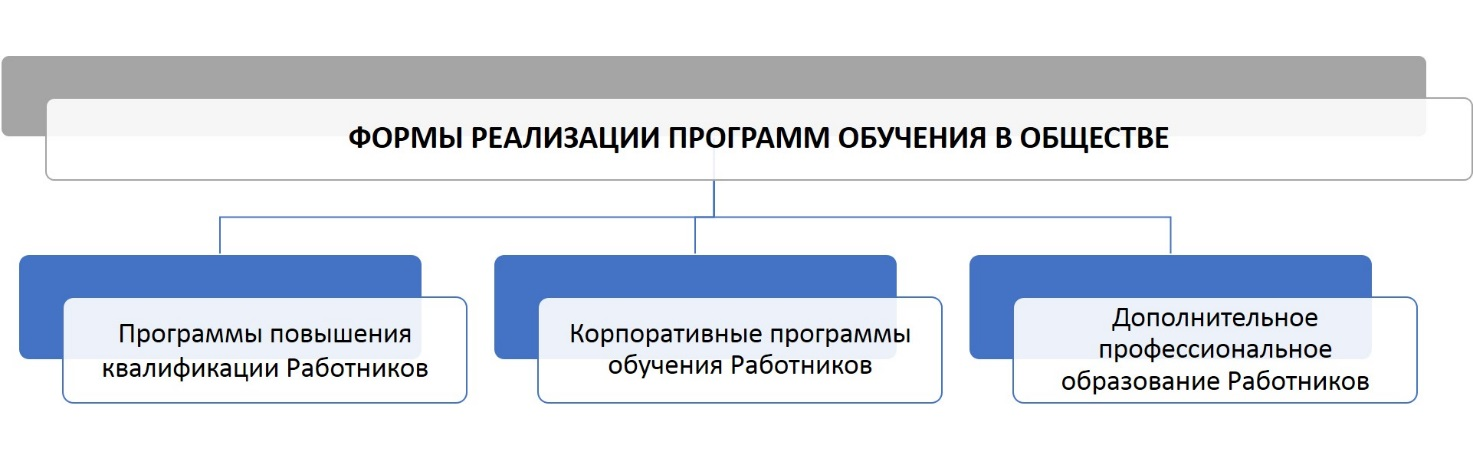 ФОРМЫ РЕАЛИЗАЦИИ ПРОГРАММ ОБУЧЕНИЯ В ОБЩЕСТВЕ
Программы повышения
квалификации Работников
Корпоративные программы
обучения Работников
Дополнительное
профессиональное
образование Работников